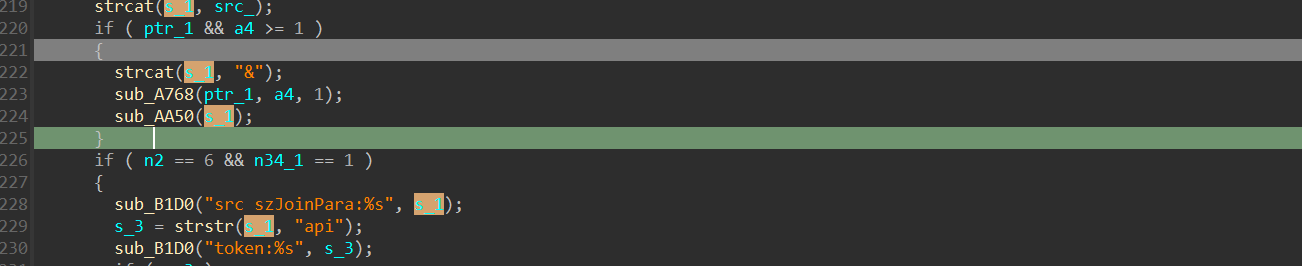 219 strcat(s_1, src_);
220 if ( ptr_1 && a4 >= 1 )
221 {
222 strcat(s_1, "&");
223 sub_A768(ptr_1, a4, 1);
224 sub_AA50(s_1);
225 }
226 if ( n2 == 6 && n34_1 == 1 )
227 {
228 sub_B1D0("src szJoinPara:%s", s_1);
229 s_3 = strstr(s_1, "api");
230 sub_B1D0("token:%s", s_3);